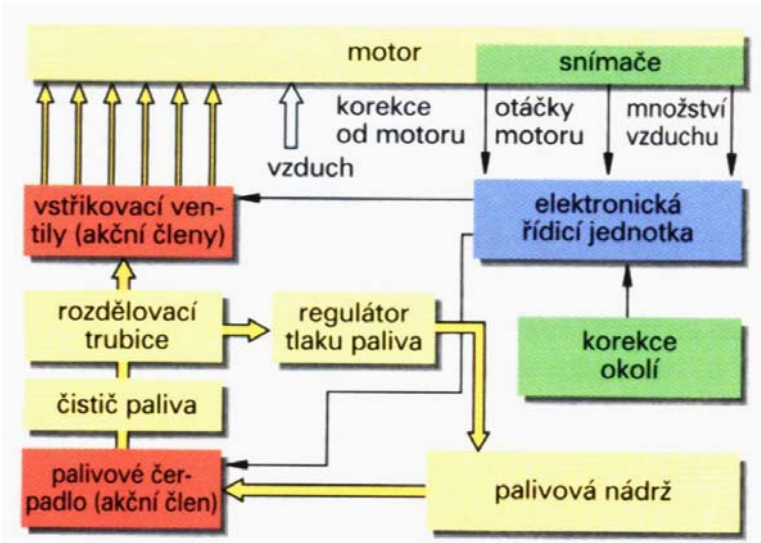 motor
snímače
korekce
od motoru
otáčky
motoru
množství
vzduchu
vzduch
vstřikovací ven-
tily (akční členy)
elektronická
řídicí jednotka
rozdělovací
trubice
regulátor
tlaku paliva
korekce
okolí
čistič paliva
palivové čer-
padlo (akční člen)
palivová nádrž